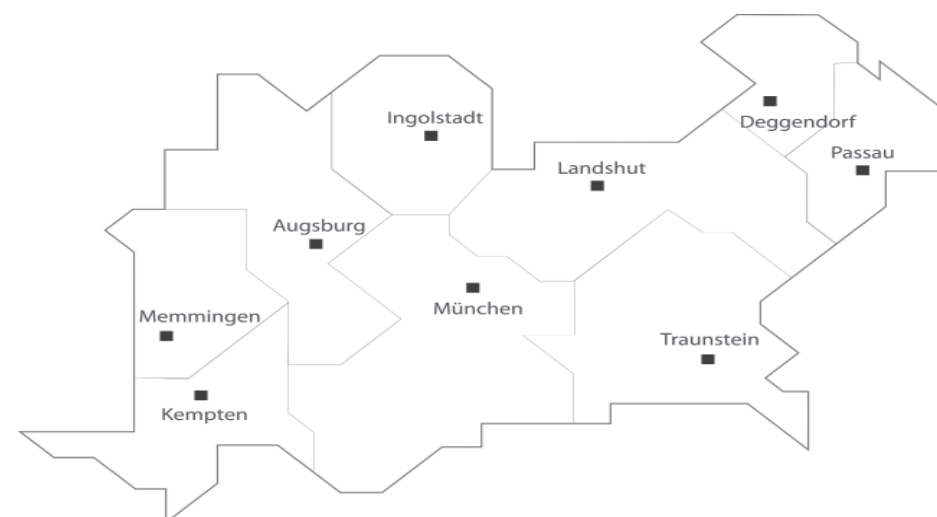 Ingolstadt
Deggendorf
Passau
Landshut
Augsburg
München
Memmingen
Traunstein
Kempten